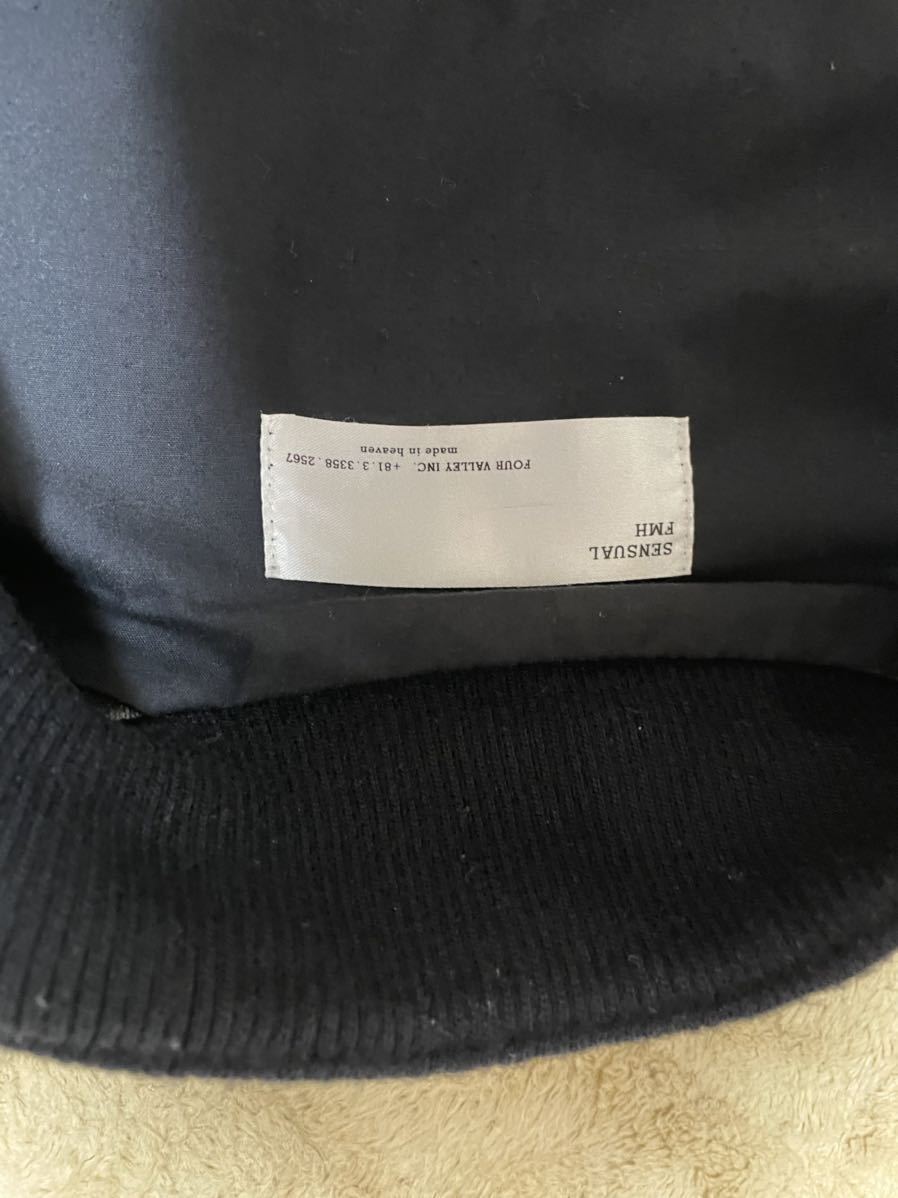 SENSUAL
FMH
FOUR VALLEY INC. +81.3.3358.2567
made in heaven